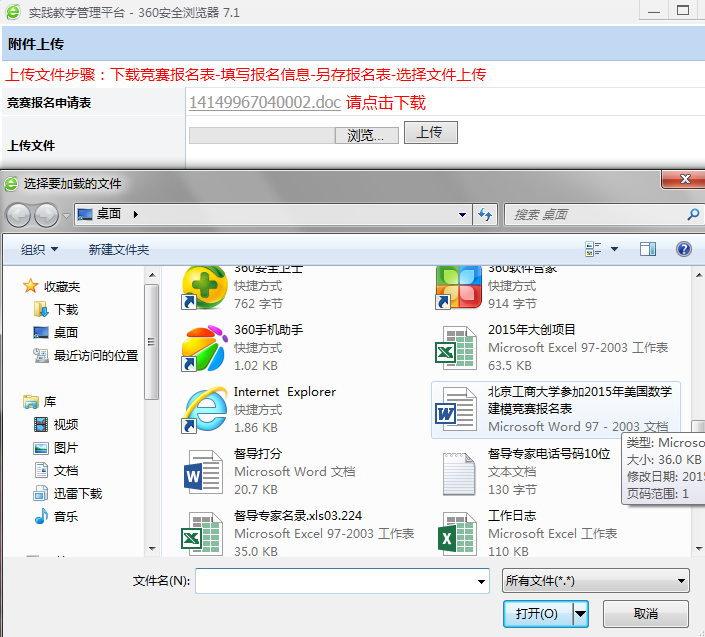 实践教学管理平台 - 360安全浏览器 7.1
附件上传
上传文件步骤：下载竞赛报名表-填写报名信息-另存报名表-选择文件上传
竞赛报名申请表
14149967040002.doc 请点击下载
上传文件
浏览...
上传
选择要加载的文件
桌面
搜索 桌面
组织
新建文件夹
收藏夹
下载
桌面
最近访问的位置
库
视频
图片
文档
迅雷下载
音乐
360安全卫士
快捷方式
762 字节
360软件管家
快捷方式
914 字节
360手机助手
快捷方式
1.02 KB
2015年大创项目
Microsoft Excel 97-2003 工作表
63.5 KB
Internet Explorer
快捷方式
1.86 KB
北京工商大学参加2015年美国数学
建模竞赛报名表
Microsoft Word 97 - 2003 文档
督导打分
Microsoft Word 文档
20.7 KB
督导专家电话号码10位
文本文档
130 字节
类型: Microso
大小: 36.0 KB
修改日期: 2015
页码范围: 1
督导专家名录.xls03.224
Microsoft Excel 97-2003 工作表
35.0 KB
工作日志
Microsoft Excel 工作表
110 KB
文件名(N):
所有文件(*.*)
打开(O)
取消